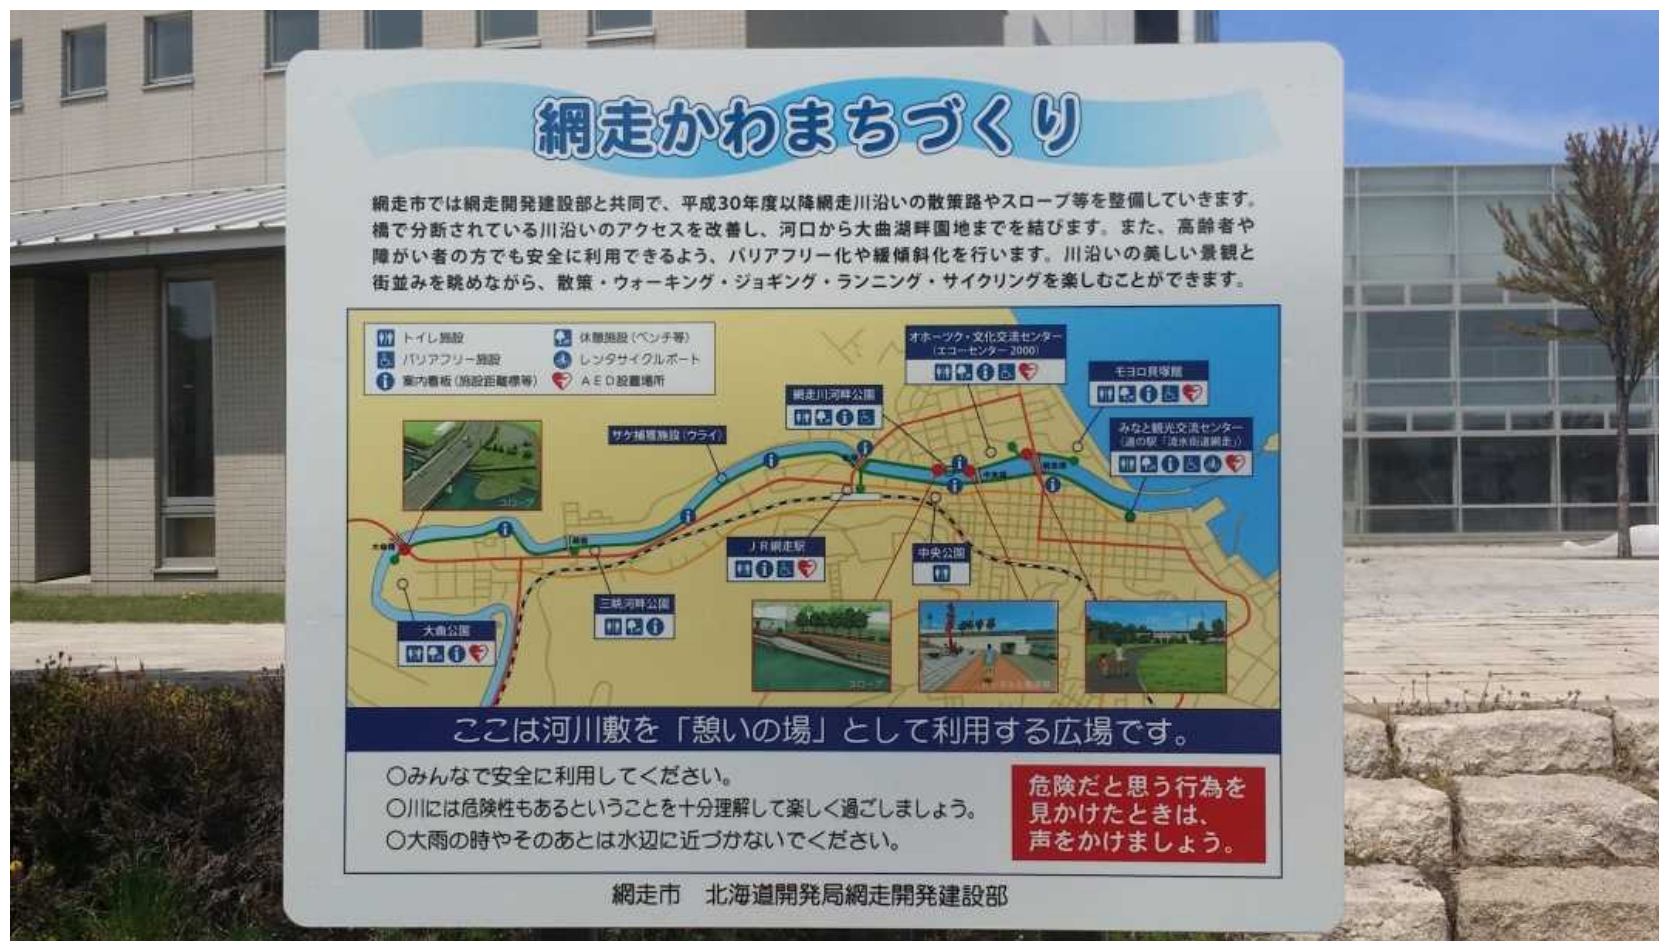 網走かわまちづくり
網走市では網走開発建設部と共同で、平成30年度以降網走川沿いの散策路やスロープ等を整備していきます。
橋で分断されている川沿いのアクセスを改善し、河口から大曲湖畔園地までを結びます。また、高齢者や
障がい者の方でも安全に利用できるよう、バリアフリー化や緩傾斜化を行います。川沿いの美しい景観と
街並みを眺めながら、散策・ウォーキング・ジョギング・ランニング・サイクリングを楽しむことができます。
トイレ施設
休憩施設(ベンチ等)
バリアフリー施設
レンタサイクルポート
案内看板(施設距離標等)
AED設置場所
オホーツク・文化交流センター
(エコーセンター2000)
モヨロ貝塚館
網走川河畔公園
みなと観光交流センター
(道の駅「流氷街道網走」)
サケ捕獲施設(ウライ)
スロープ
中央橋
JR網走駅
中央公園
三眺河畔公園
大曲公園
スロープ
ここは河川敷を「憩いの場」として利用する広場です。
○みんなで安全に利用してください。
○川には危険性もあるということを十分理解して楽しく過ごしましょう。
○大雨の時やそのあとは水辺に近づかないでください。
危険だと思う行為を
見かけたときは、
声をかけましょう。
網走市 北海道開発局網走開発建設部